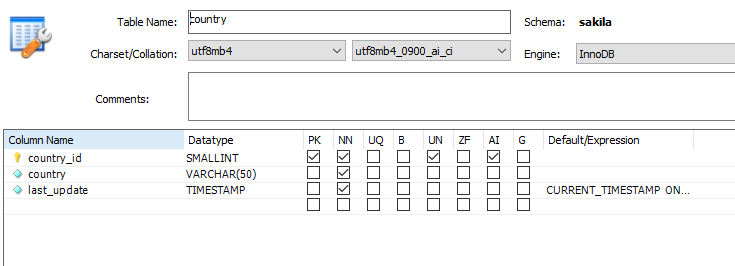 Table Name: country Schema: sakila
Charset/Collation: utf8mb4 utf8mb4_0900_ai_ci Engine: InnoDB
Comments:
Column Name Datatype PK NN UQ B UN ZF AI G Default/Expression
country_id SMALLINT
country VARCHAR(50)
last_update TIMESTAMP CURRENT_TIMESTAMP ON...